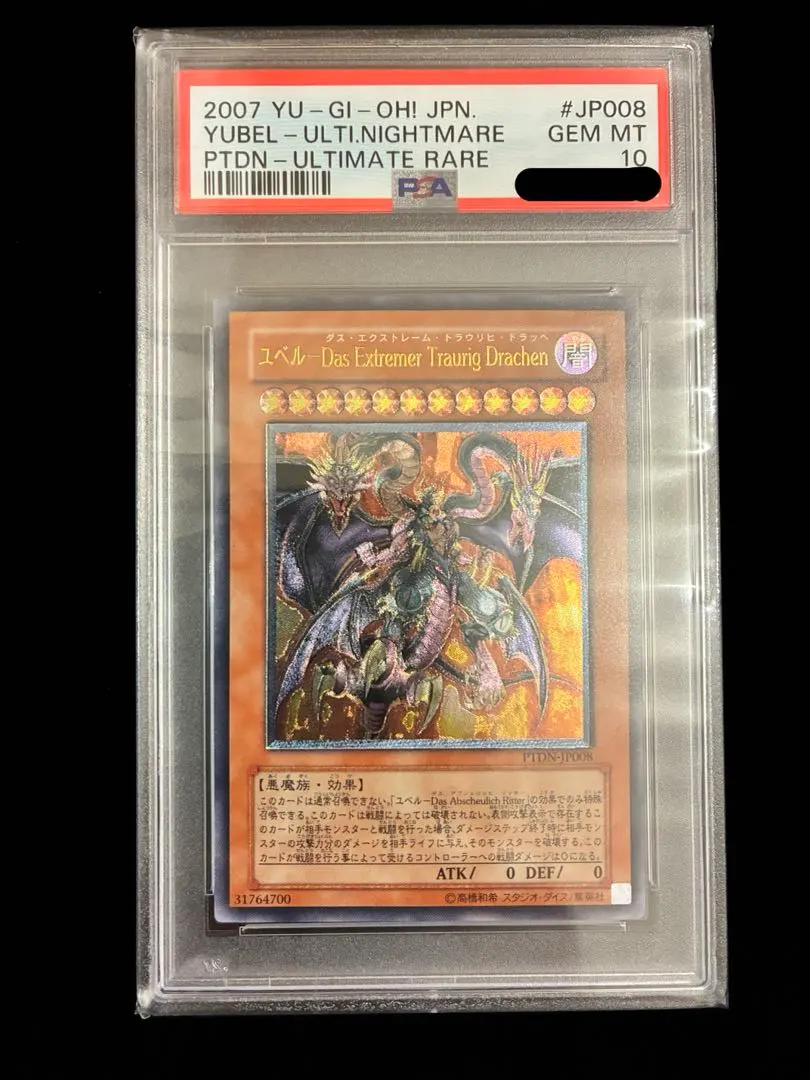 2007 YU-GI-OH! JPN. #JP008
YUBEL-ULTI.NIGHTMARE GEM MT
PTDN-ULTIMATE RARE 10
PSA
ダス・エクストレーム・トラウリヒ・ドラッヘ
ユベル−Das Extremer Traurig Drachen 闇
PTDN-JP008
【悪魔族・効果】
このカードは通常召喚できない。「ユベル−Das Abscheulich Ritter」の効果でのみ特殊
召喚できる。このカードは戦闘によっては破壊されない。表側攻撃表示で存在するこ
のカードが相手モンスターと戦闘を行った場合、ダメージステップ終了時に相手モン
スターの攻撃力分のダメージを相手ライフに与え、そのモンスターを破壊する。この
カードが戦闘を行う事によって受けるコントローラーへの戦闘ダメージは0になる。
ATK/ 0 DEF/ 0
31764700 ©高橋和希 スタジオ・ダイス/集英社